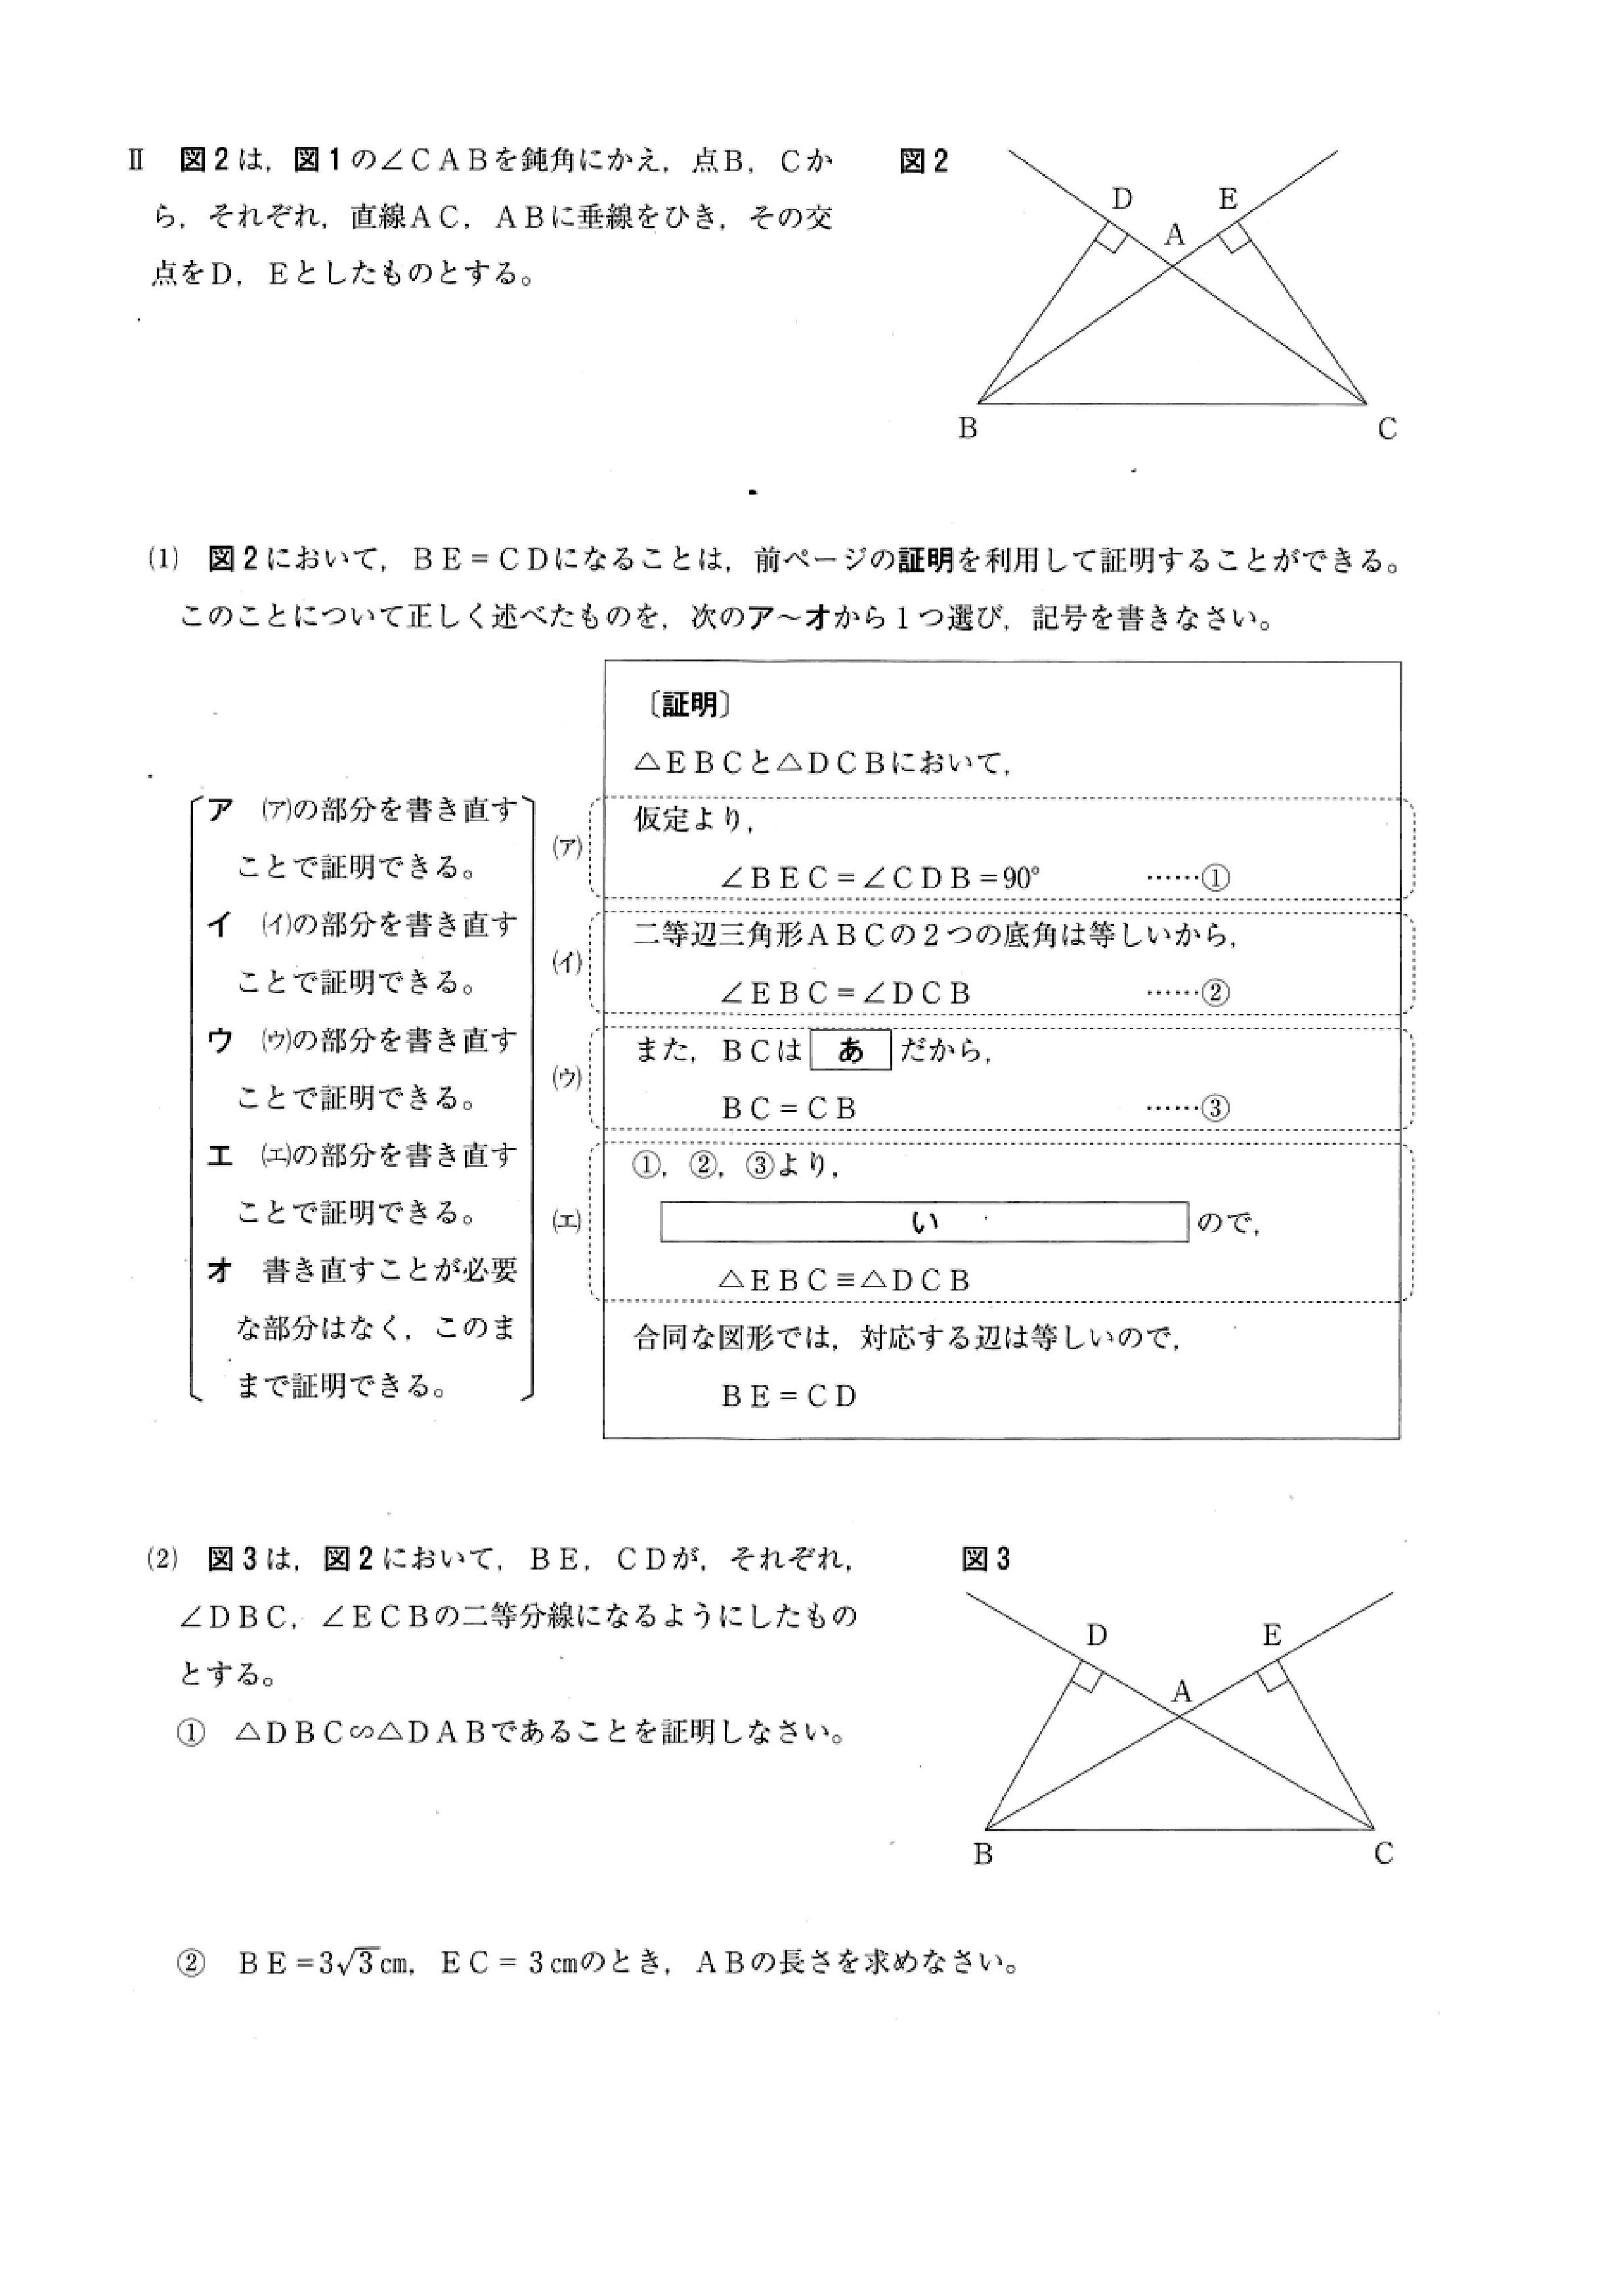 Ⅱ 図2は，図1の∠CABを鈍角にかえ，点B，Cか
ら，それぞれ，直線AC，ABに垂線をひき，その交
点をD，Eとしたものとする。
図2
D E
A
B
C
(1) 図2において，BE=CDになることは，前ページの証明を利用して証明することができる。
このことについて正しく述べたものを，次のア～オから1つ選び，記号を書きなさい。
ア (ア)の部分を書き直す
ことで証明できる。
イ (イ)の部分を書き直す
ことで証明できる。
ウ (ウ)の部分を書き直す
ことで証明できる。
エ (エ)の部分を書き直す
ことで証明できる。
オ 書き直すことが必要
な部分はなく，このま
まで証明できる。
〔証明〕
△EBCと△DCBにおいて，
(ア) 仮定より，
∠BEC=∠CDB=90° ……①
(イ) 二等辺三角形ABCの2つの底角は等しいから，
∠EBC=∠DCB ……②
(ウ) また，BCは あ だから，
BC=CB ……③
(エ) ①，②，③より，
い ので，
△EBC≡△DCB
合同な図形では，対応する辺は等しいので，
BE=CD
(2) 図3は，図2において，BE，CDが，それぞれ，
∠DBC，∠ECBの二等分線になるようにしたもの
とする。
① △DBC∽△DABであることを証明しなさい。
図3
D E
A
B
C
② BE=3√3cm，EC=3cmのとき，ABの長さを求めなさい。